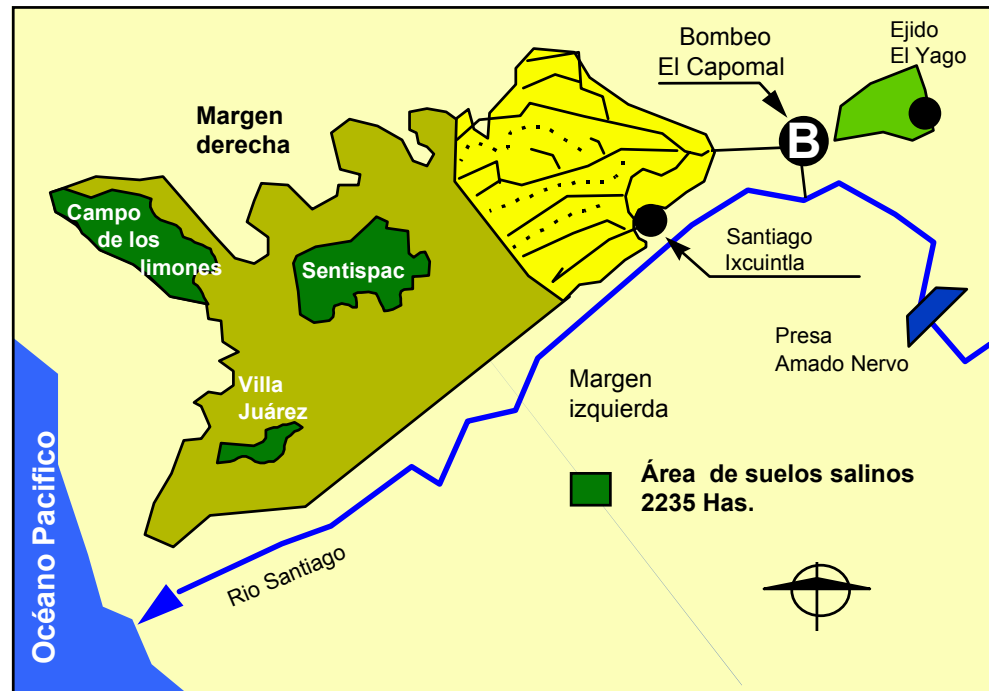 Bombeo
El Capomal
Ejido
El Yago
Margen
derecha
B
Campo
de los
limones
Sentispac
Santiago
Ixcuintla
Presa
Amado Nervo
Margen
izquierda
Villa
Juárez
Área de suelos salinos
2235 Has.
Rio Santiago
Océano Pacifico